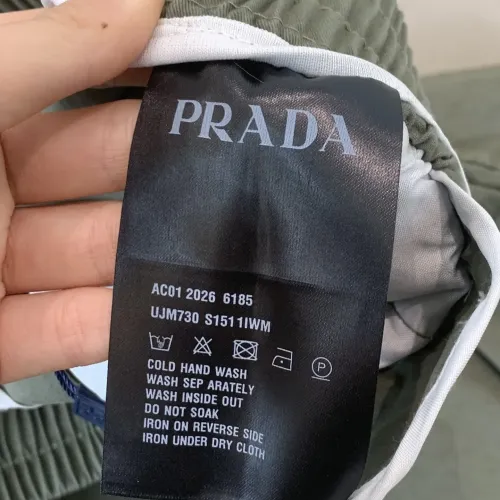 PRADA
AC01 2026 6185
UJM730 S1511IWM
P
COLD HAND WASH
WASH SEP ARATELY
WASH INSIDE OUT
DO NOT SOAK
IRON ON REVERSE SIDE
IRON UNDER DRY CLOTH